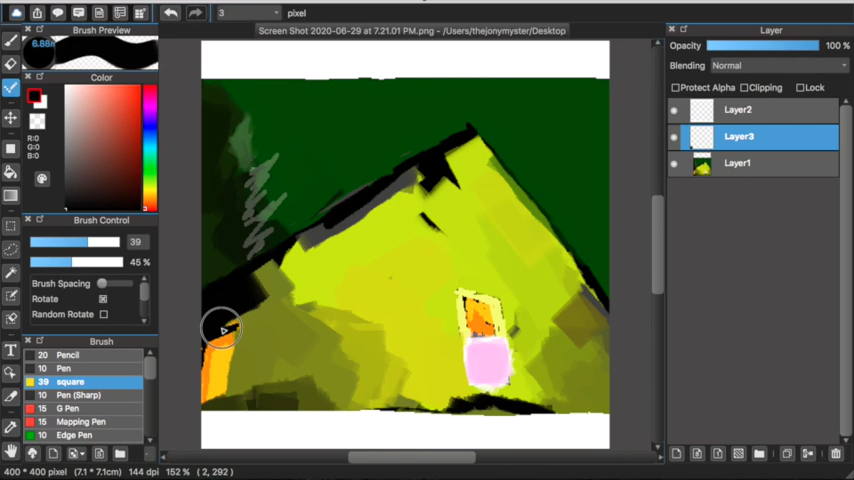 3 pixel
Brush Preview
Screen Shot 2020-06-29 at 7.21.01 PM.png - /Users/thejonymyster/Desktop
Layer
Opacity 100 %
Color
Blending Normal
Protect Alpha Clipping Lock
R:0
G:0
B:0
Layer2
Layer3
Layer1
Brush Control
39
45 %
Brush Spacing
Rotate
Random Rotate
Brush
20 Pencil
10 Pen
39 square
10 Pen (Sharp)
15 G Pen
15 Mapping Pen
10 Edge Pen
400 * 400 pixel (7.1 * 7.1cm) 144 dpi 152 % ( 2, 292 )